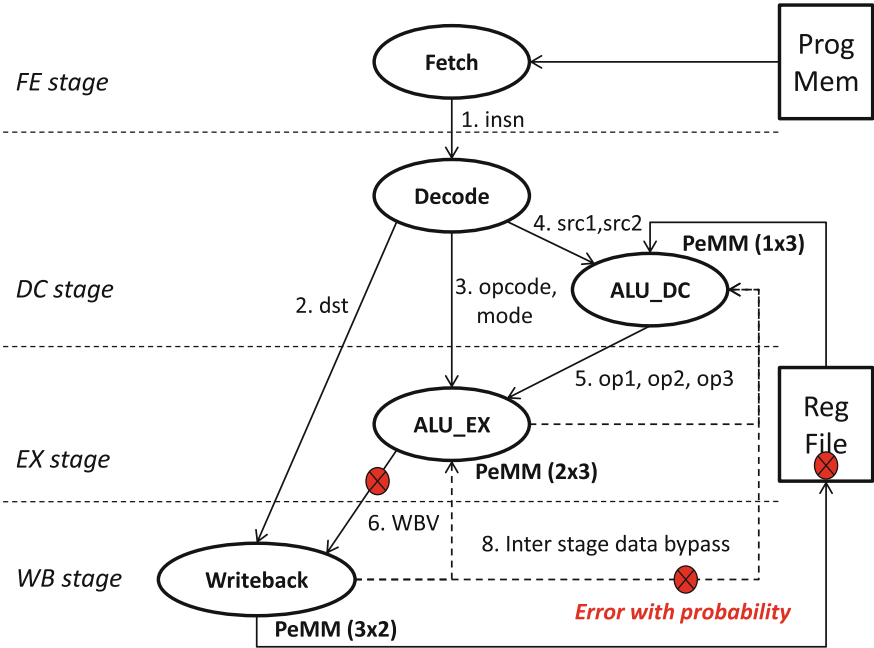 Prog
Mem
Fetch
FE stage
1. insn
Decode
4. src1,src2
PeMM (1x3)
DC stage
ALU_DC
2. dst
3. opcode,
mode
5. op1, op2, op3
Reg
File
ALU_EX
EX stage
PeMM (2x3)
6. WBV
8. Inter stage data bypass
WB stage
Writeback
Error with probability
PeMM (3x2)